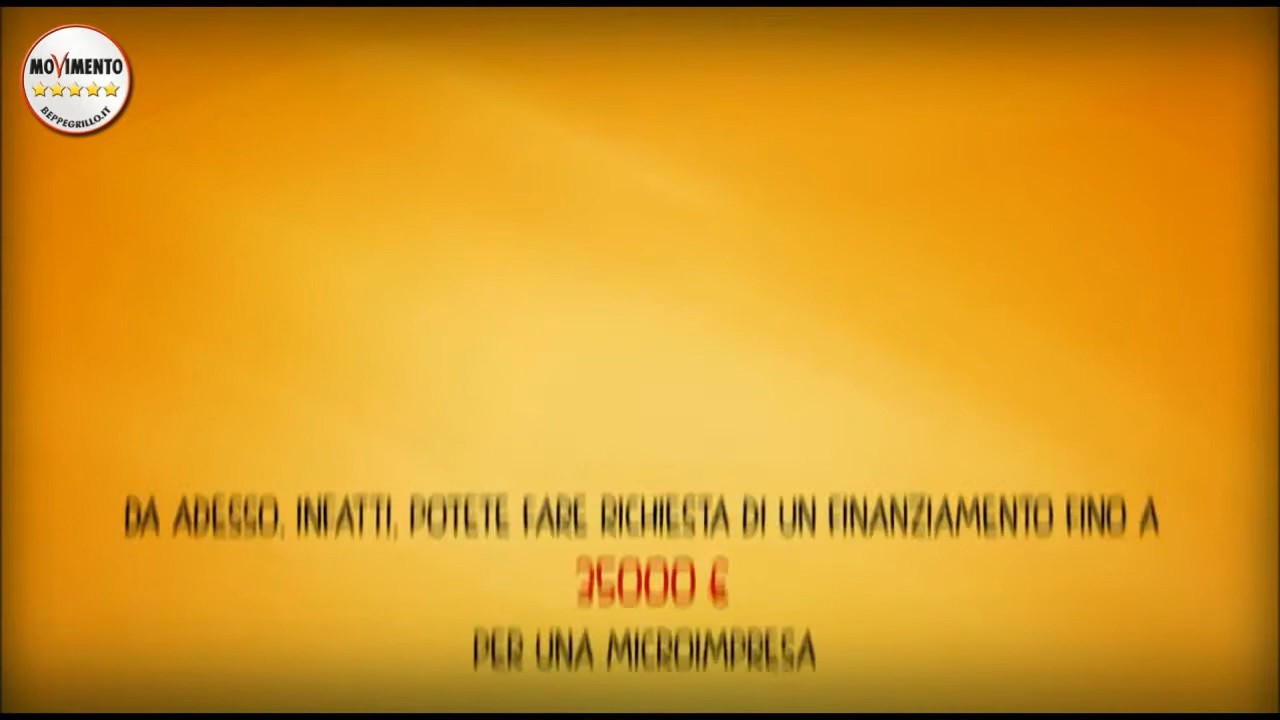 MOVIMENTO
BEPPEGRILLO.IT
DA ADESSO, INFATTI, POTETE FARE RICHIESTA DI UN FINANZIAMENTO FINO A
35000 €
PER UNA MICROIMPRESA